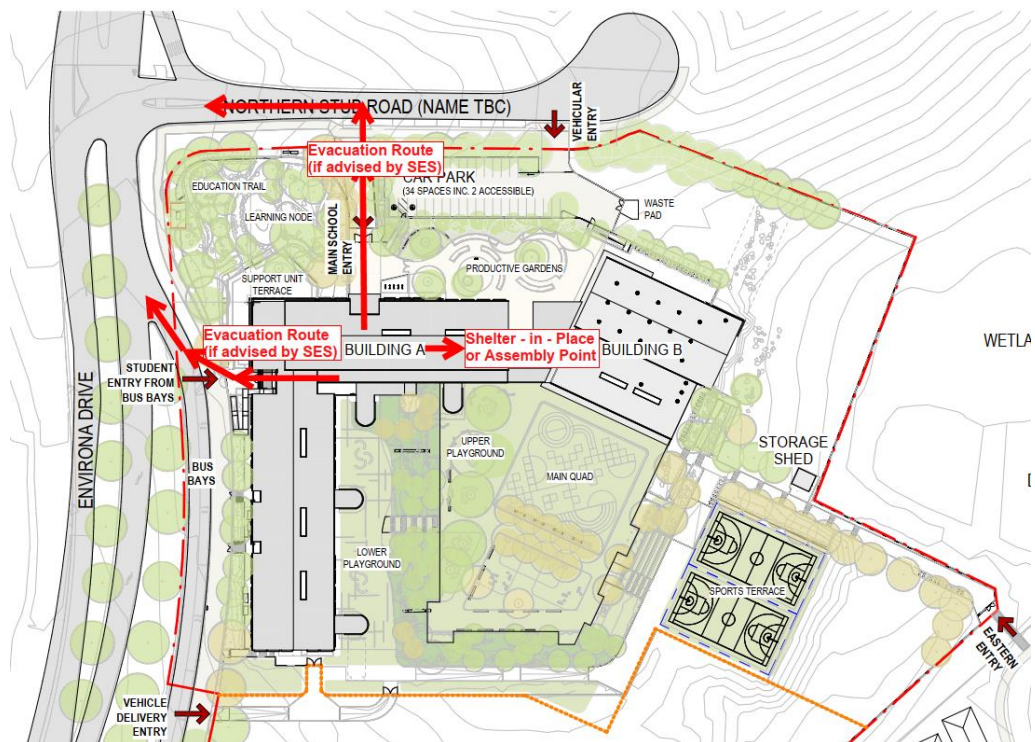 NORTHERN STUB ROAD (NAME TBC)
VEHICULAR
ENTRY
Evacuation Route
(if advised by SES)
CAR PARK
(34 SPACES INC. 2 ACCESSIBLE)
EDUCATION TRAIL
LEARNING NODE
MAIN SCHOOL
ENTRY
WASTE
PAD
PRODUCTIVE GARDENS
SUPPORT UNIT
TERRACE
Evacuation Route
(if advised by SES)
BUILDING A
Shelter - in - Place
or Assembly Point
BUILDING B
WETLA
STUDENT
ENTRY FROM
BUS BAYS
ENVIRONA DRIVE
BUS
BAYS
UPPER
PLAYGROUND
MAIN QUAD
STORAGE
SHED
D
LOWER
PLAYGROUND
SPORTS TERRACE
EASTERN
ENTRY
VEHICLE
DELIVERY
ENTRY